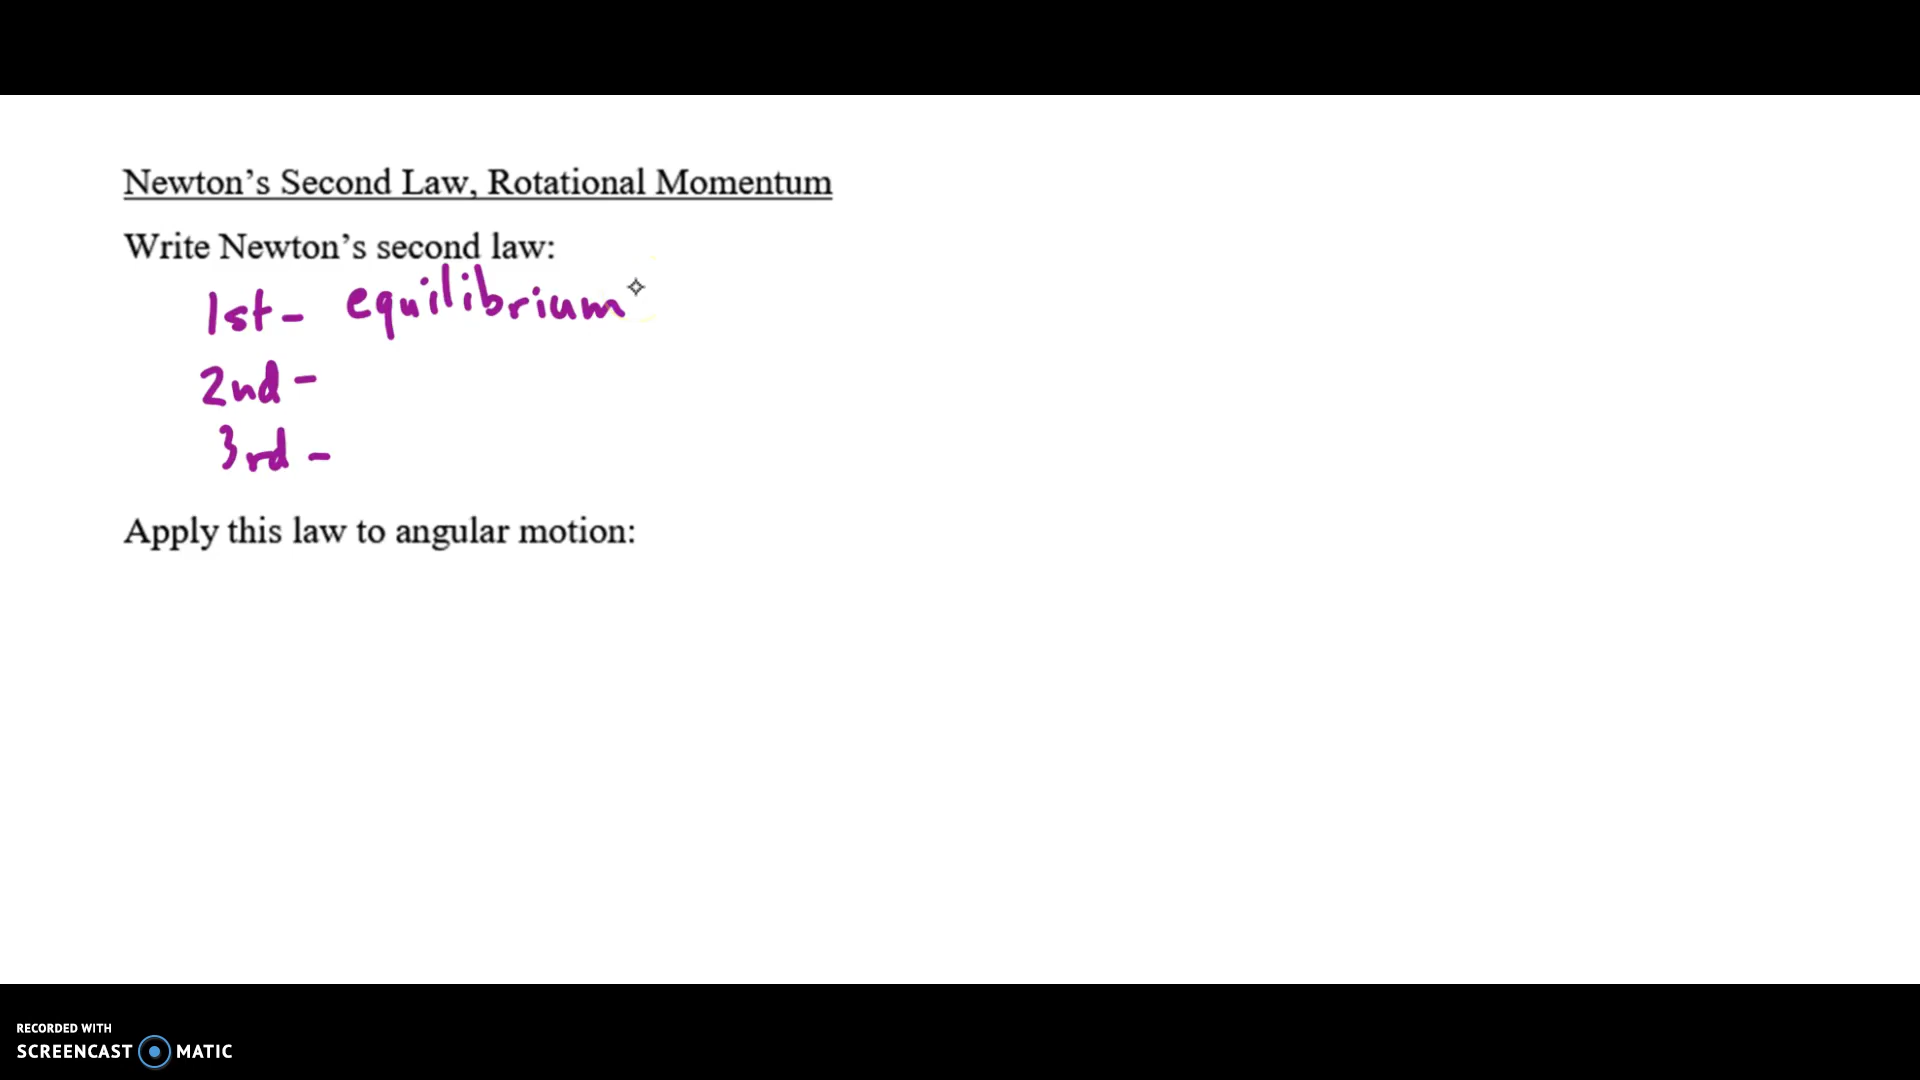 Newton’s Second Law, Rotational Momentum
Write Newton’s second law:
1st - equilibrium
2nd -
3rd -
Apply this law to angular motion:
RECORDED WITH
SCREENCAST MATIC